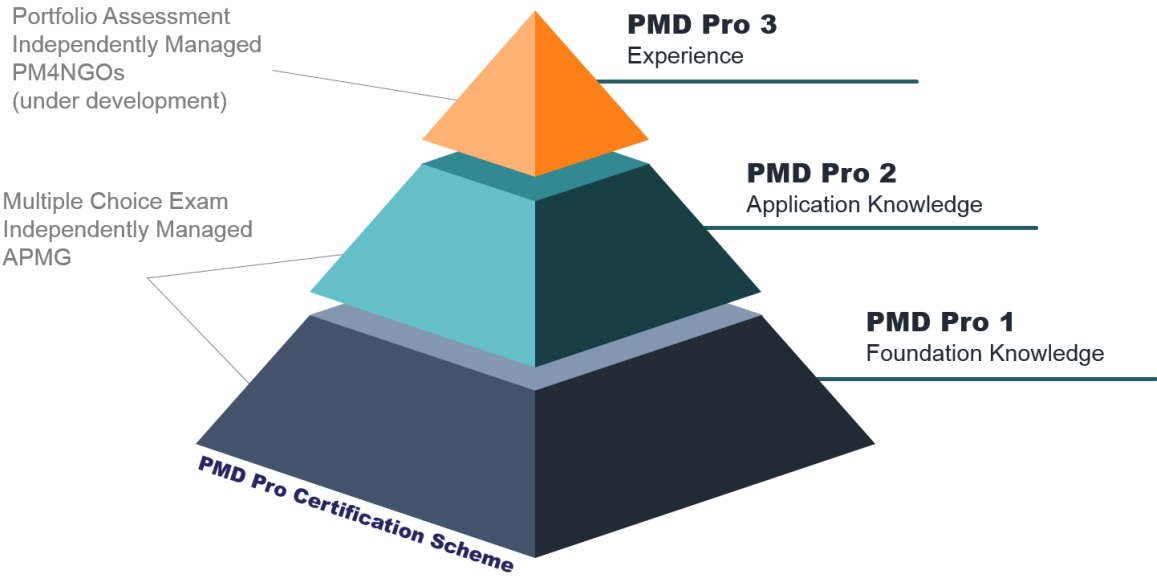 Portfolio Assessment
Independently Managed
PM4NGOs
(under development)
PMD Pro 3
Experience
Multiple Choice Exam
Independently Managed
APMG
PMD Pro 2
Application Knowledge
PMD Pro 1
Foundation Knowledge
PMD Pro Certification Scheme